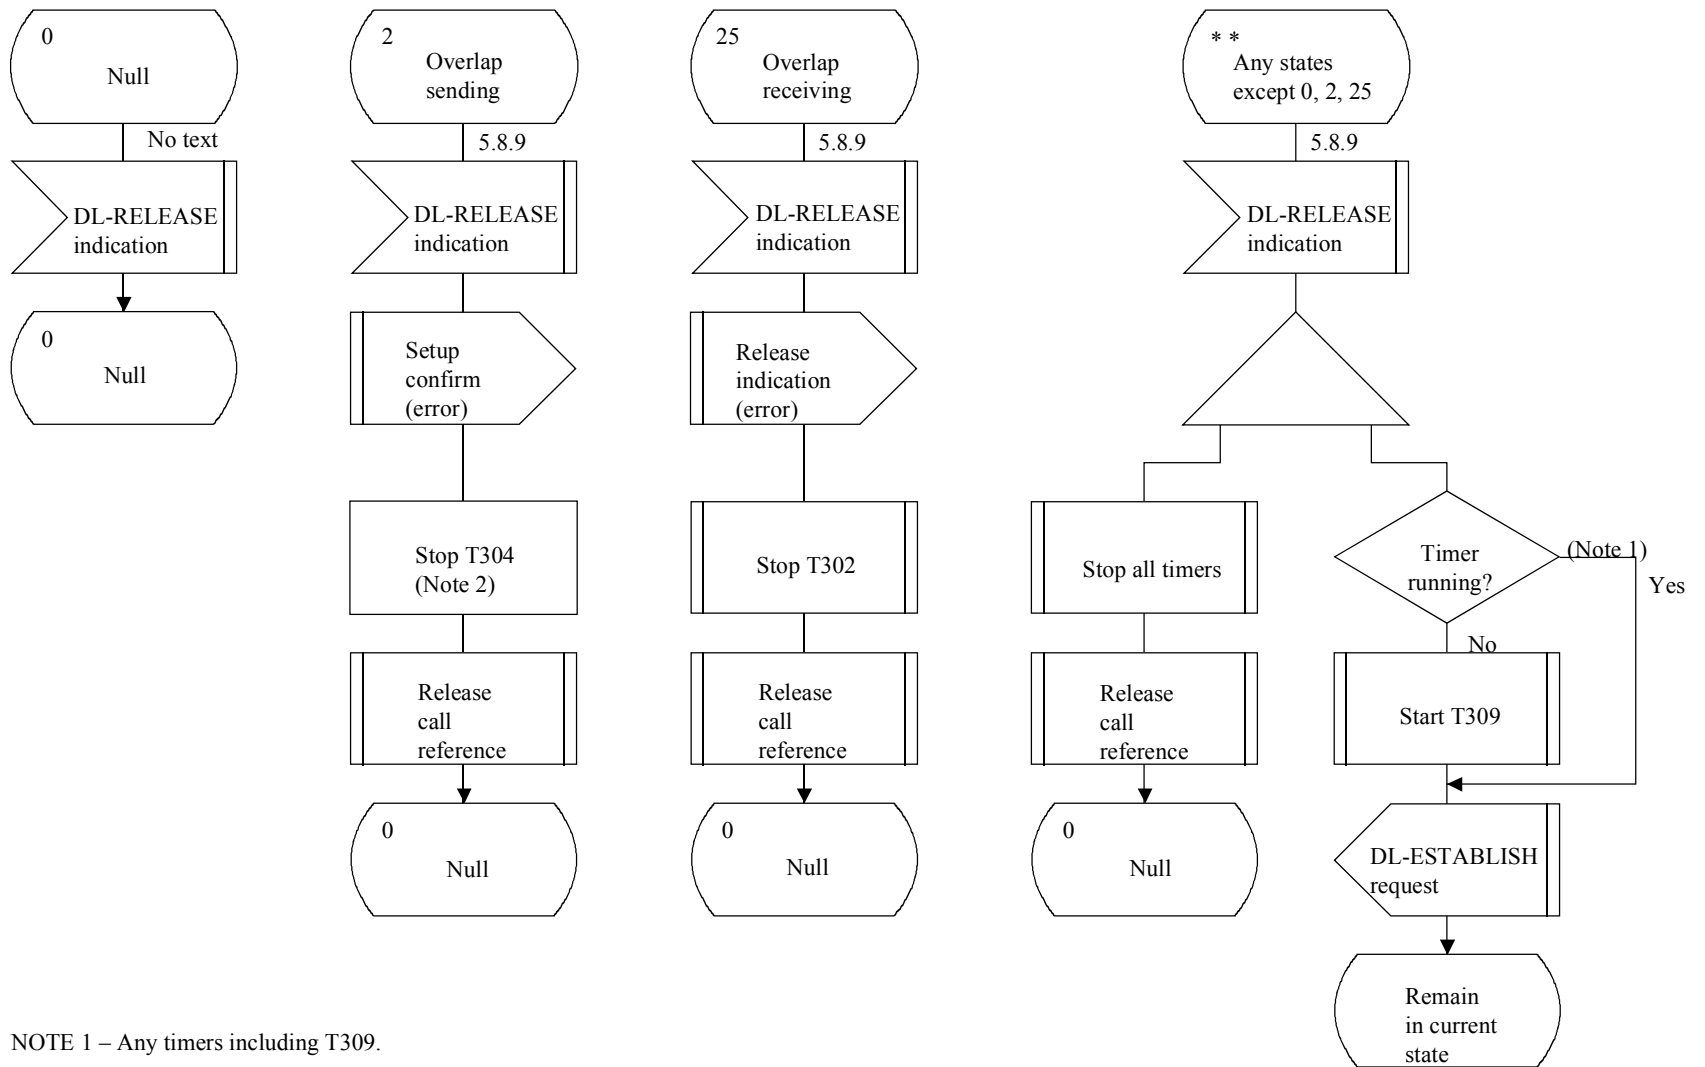 0
Null
No text
DL-RELEASE
indication
0
Null
2
Overlap
sending
5.8.9
DL-RELEASE
indication
Setup
confirm
(error)
Stop T304
(Note 2)
Release
call
reference
0
Null
25
Overlap
receiving
5.8.9
DL-RELEASE
indication
Release
indication
(error)
Stop T302
Release
call
reference
0
Null
* *
Any states
except 0, 2, 25
5.8.9
DL-RELEASE
indication
Stop all timers
Release
call
reference
0
Null
Timer
running?
(Note 1)
Yes
No
Start T309
DL-ESTABLISH
request
Remain
in current
state
NOTE 1 – Any timers including T309.